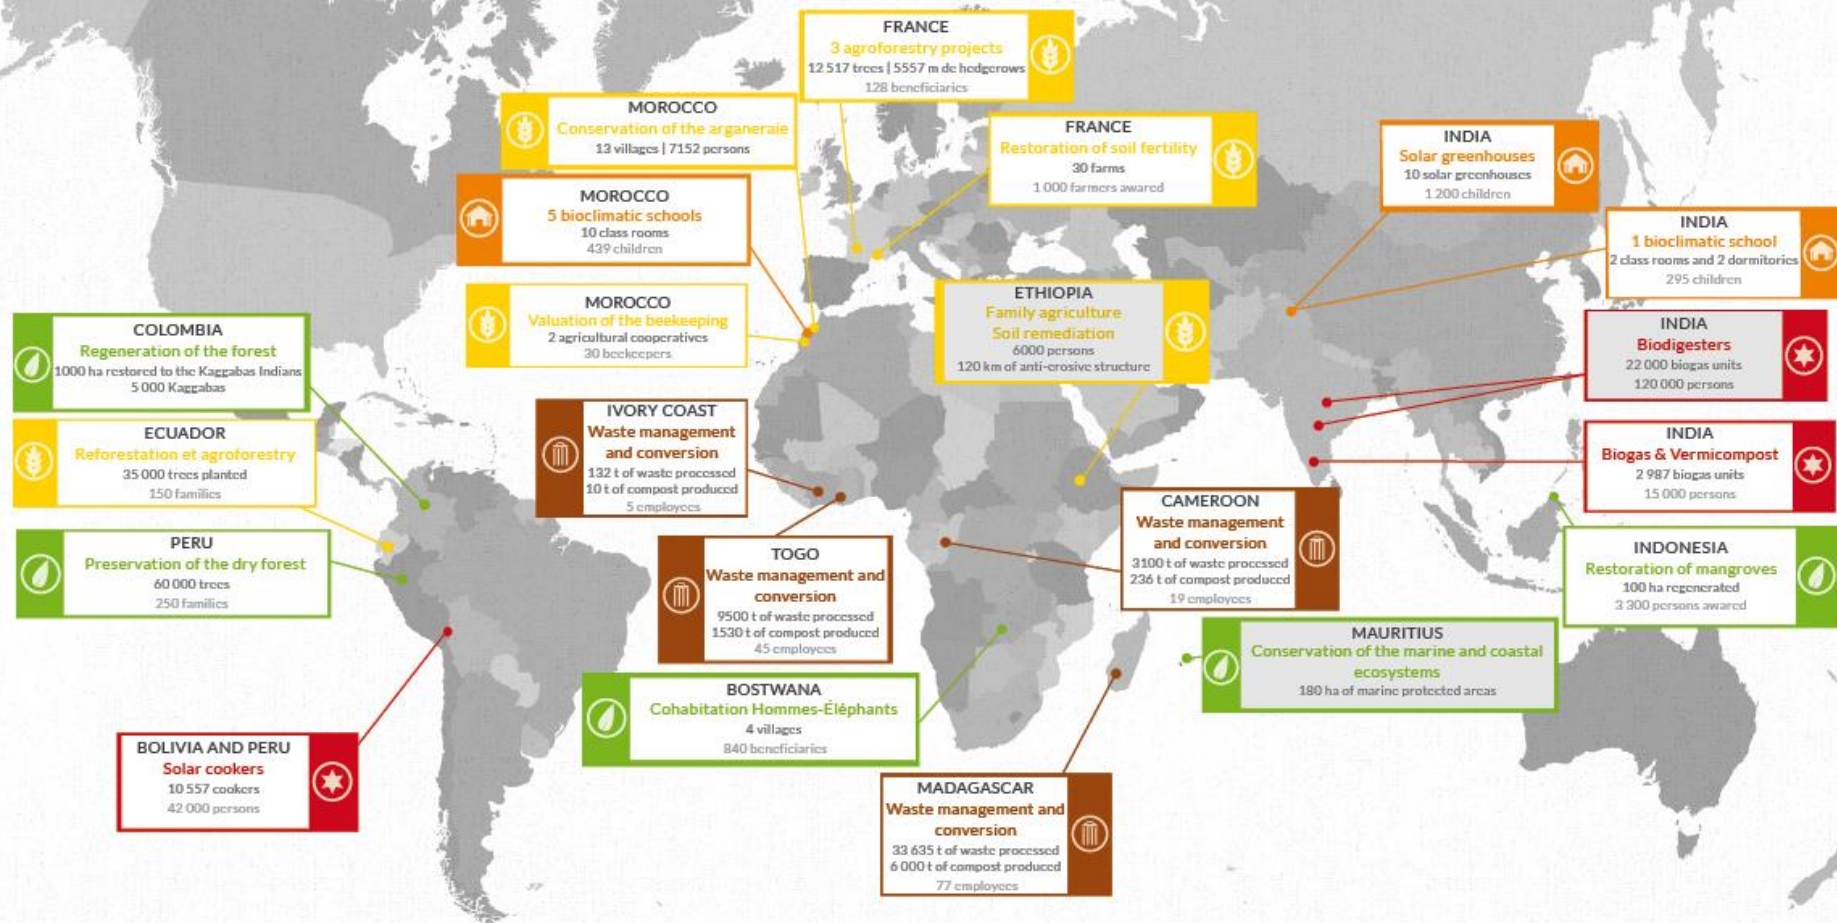 FRANCE
3 agroforestry projects
12 517 trees | 5557 m de hedgerows
128 beneficiaries
MOROCCO
Conservation of the arganeraie
13 villages | 7152 persons
FRANCE
Restoration of soil fertility
30 farms
1 000 farmers awared
INDIA
Solar greenhouses
10 solar greenhouses
1 200 children
MOROCCO
5 bioclimatic schools
10 class rooms
439 children
INDIA
1 bioclimatic school
2 class rooms and 2 dormitories
295 children
MOROCCO
Valuation of the beekeeping
2 agricultural cooperatives
30 beekeepers
ETHIOPIA
Family agriculture
Soil remediation
6000 persons
120 km of anti-erosive structure
COLOMBIA
Regeneration of the forest
1000 ha restored to the Kaggabas Indians
5 000 Kaggabas
INDIA
Biodigesters
22 000 biogas units
120 000 persons
IVORY COAST
Waste management
and conversion
132 t of waste processed
10 t of compost produced
5 employees
ECUADOR
Reforestation et agroforestry
35 000 trees planted
150 families
INDIA
Biogas & Vermicompost
2 987 biogas units
15 000 persons
CAMEROON
Waste management
and conversion
3100 t of waste processed
236 t of compost produced
19 employees
PERU
Preservation of the dry forest
60 000 trees
250 families
TOGO
Waste management and
conversion
9500 t of waste processed
1530 t of compost produced
45 employees
INDONESIA
Restoration of mangroves
100 ha regenerated
3 300 persons awared
MAURITIUS
Conservation of the marine and coastal
ecosystems
180 ha of marine protected areas
BOSTWANA
Cohabitation Hommes-Éléphants
4 villages
840 beneficiaries
BOLIVIA AND PERU
Solar cookers
10 557 cookers
42 000 persons
MADAGASCAR
Waste management and
conversion
33 635 t of waste processed
6 000 t of compost produced
77 employees